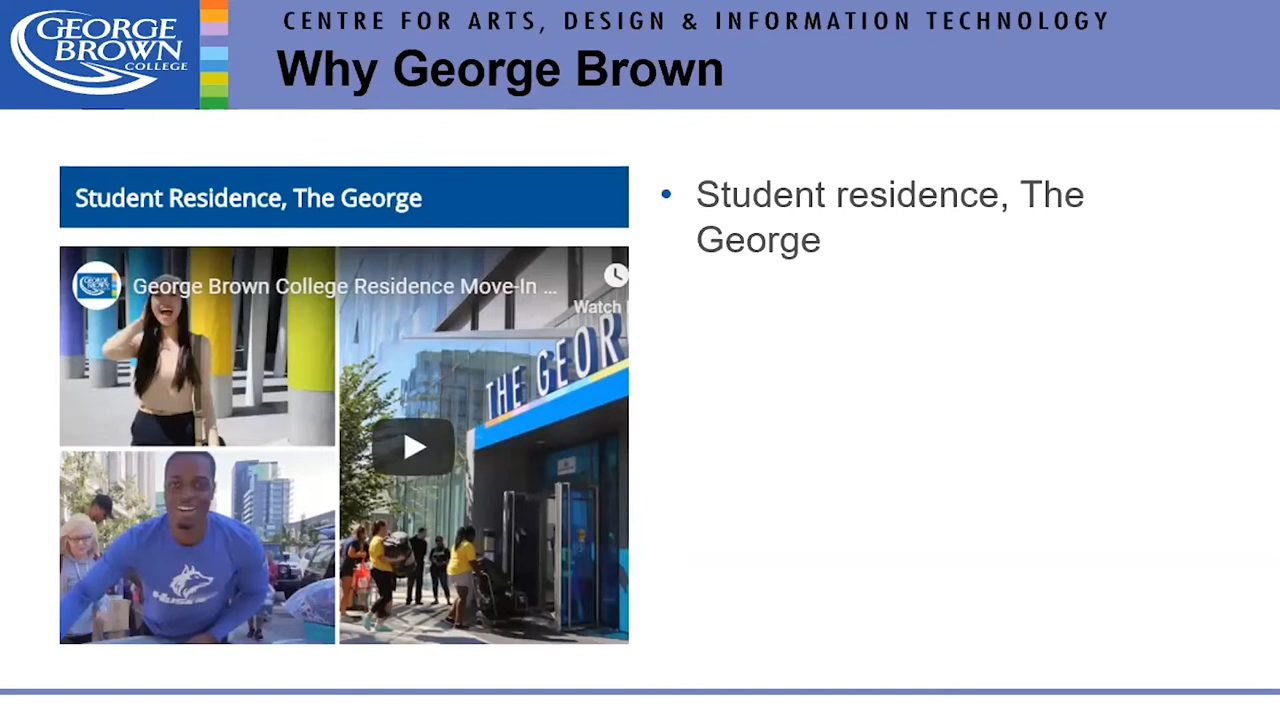 GEORGE
BROWN
COLLEGE
CENTRE FOR ARTS, DESIGN & INFORMATION TECHNOLOGY
Why George Brown
Student Residence, The George
George Brown College Residence Move-In ...
Watch
THE GEOR
HUSKIES
• Student residence, The
George